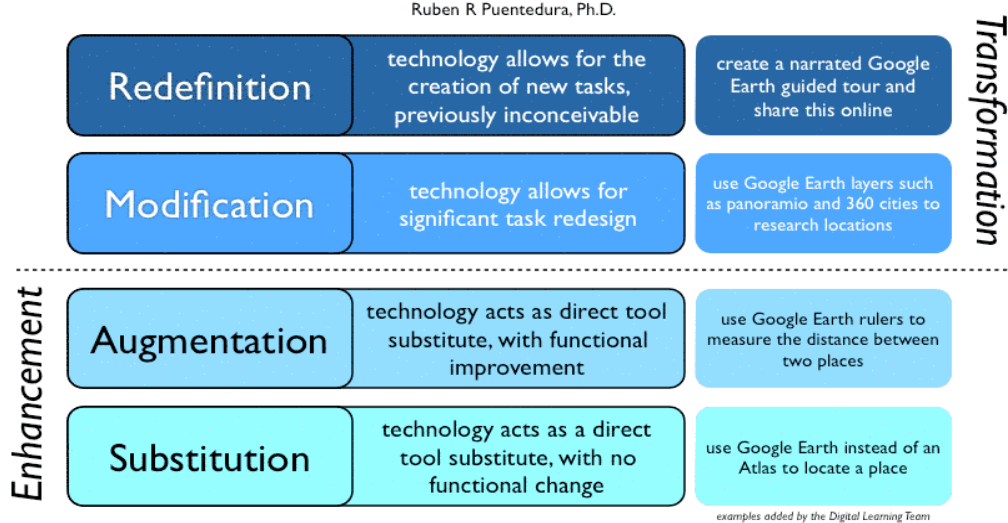 Ruben R Puentedura, Ph.D.
Transformation
Redefinition
technology allows for the
creation of new tasks,
previously inconceivable
create a narrated Google
Earth guided tour and
share this online
Modification
technology allows for
significant task redesign
use Google Earth layers such
as panoramio and 360 cities to
research locations
Enhancement
Augmentation
technology acts as direct tool
substitute, with functional
improvement
use Google Earth rulers to
measure the distance between
two places
Substitution
technology acts as a direct
tool substitute, with no
functional change
use Google Earth instead of an
Atlas to locate a place
examples added by the Digital Learning Team